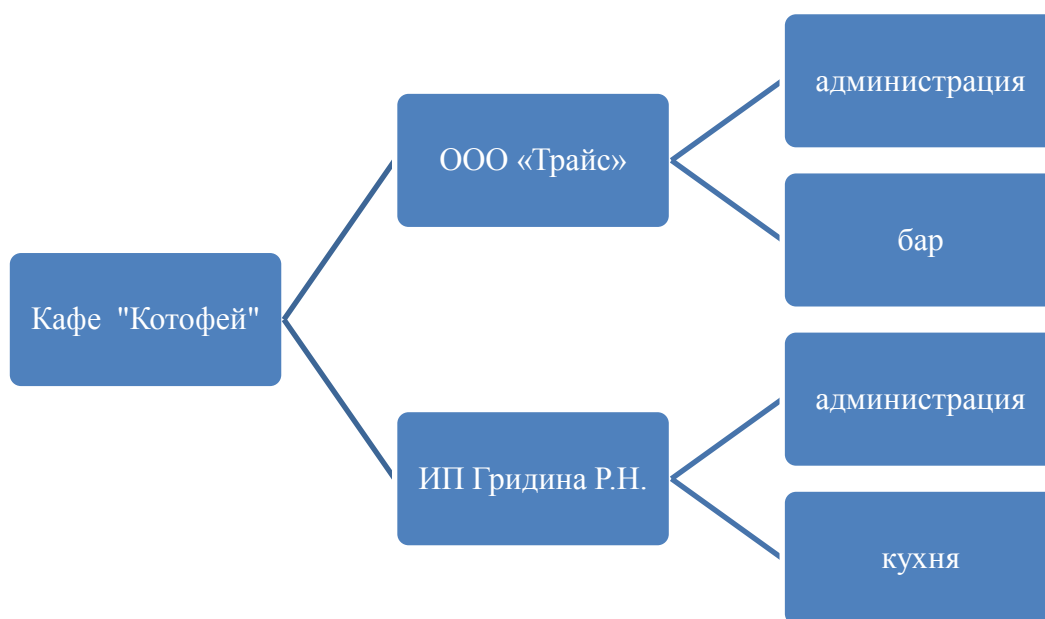 Кафе "Котофей"
ООО «Трайс»
администрация
бар
ИП Гридина Р.Н.
администрация
кухня